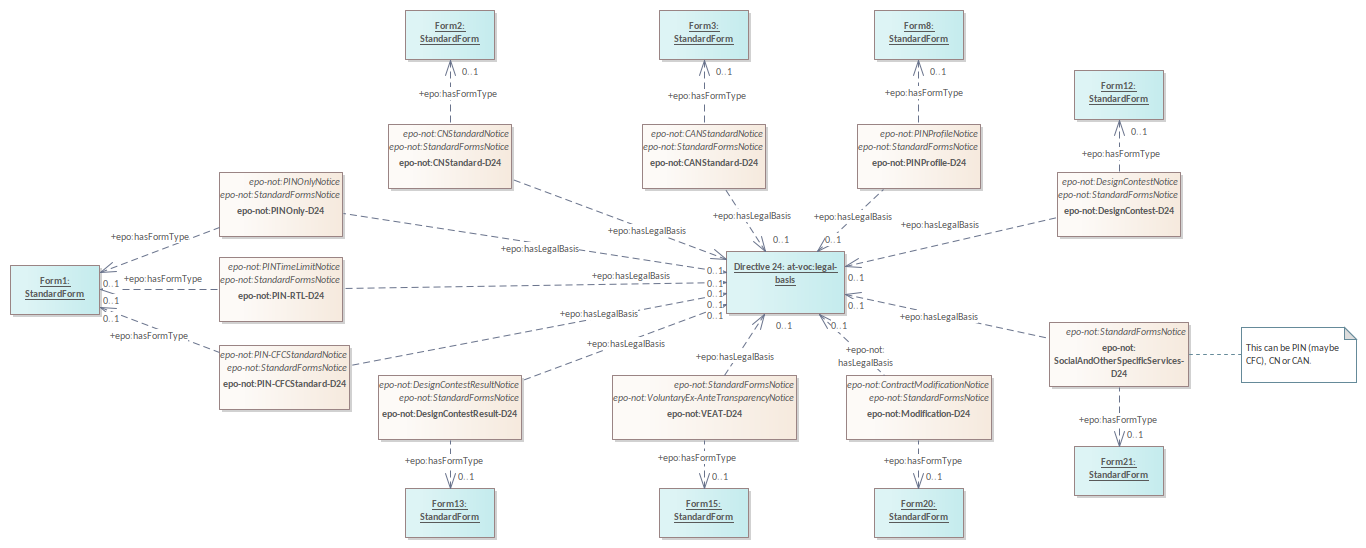 Form2:
StandardForm
0..1
+epo:hasFormType
epo-not:CNStandardNotice
epo-not:StandardFormsNotice
epo-not:CNStandard-D24
+epo:hasLegalBasis
Form3:
StandardForm
0..1
+epo:hasFormType
epo-not:CANStandardNotice
epo-not:StandardFormsNotice
epo-not:CANStandard-D24
+epo:hasLegalBasis
0..1
Form8:
StandardForm
0..1
+epo:hasFormType
epo-not:PINProfileNotice
epo-not:StandardFormsNotice
epo-not:PINProfile-D24
+epo:hasLegalBasis
0..1
Form12:
StandardForm
0..1
+epo:hasFormType
epo-not:DesignContestNotice
epo-not:StandardFormsNotice
epo-not:DesignContest-D24
+epo:hasLegalBasis
0..1
epo-not:PINOnlyNotice
epo-not:StandardFormsNotice
epo-not:PINOnly-D24
+epo:hasFormType
+epo:hasLegalBasis
Form1:
StandardForm
0..1
0..1
0..1
+epo:hasFormType
epo-not:PINTimeLimitNotice
epo-not:StandardFormsNotice
epo-not:PIN-RTL-D24
+epo:hasLegalBasis
0..1
0..1
0..1
0..1
0..1
Directive 24: at-voc:legal-
basis
+epo:hasFormType
epo-not:PIN-CFCStandardNotice
epo-not:StandardFormsNotice
epo-not:PIN-CFCStandard-D24
+epo:hasLegalBasis
epo-not:DesignContestResultNotice
epo-not:StandardFormsNotice
epo-not:DesignContestResult-D24
+epo:hasLegalBasis
+epo:hasFormType
0..1
Form13:
StandardForm
0..1
+epo:hasLegalBasis
epo-not:StandardFormsNotice
epo-not:VoluntaryEx-AnteTransparencyNotice
epo-not:VEAT-D24
+epo:hasFormType
0..1
Form15:
StandardForm
0..1
+epo-not:
hasLegalBasis
epo-not:ContractModificationNotice
epo-not:StandardFormsNotice
epo-not:Modification-D24
+epo:hasFormType
0..1
Form20:
StandardForm
0..1
+epo:hasLegalBasis
epo-not:StandardFormsNotice
epo-not:
SocialAndOtherSpecificServices-
D24
This can be PIN (maybe
CFC), CN or CAN.
+epo:hasFormType
0..1
Form21:
StandardForm